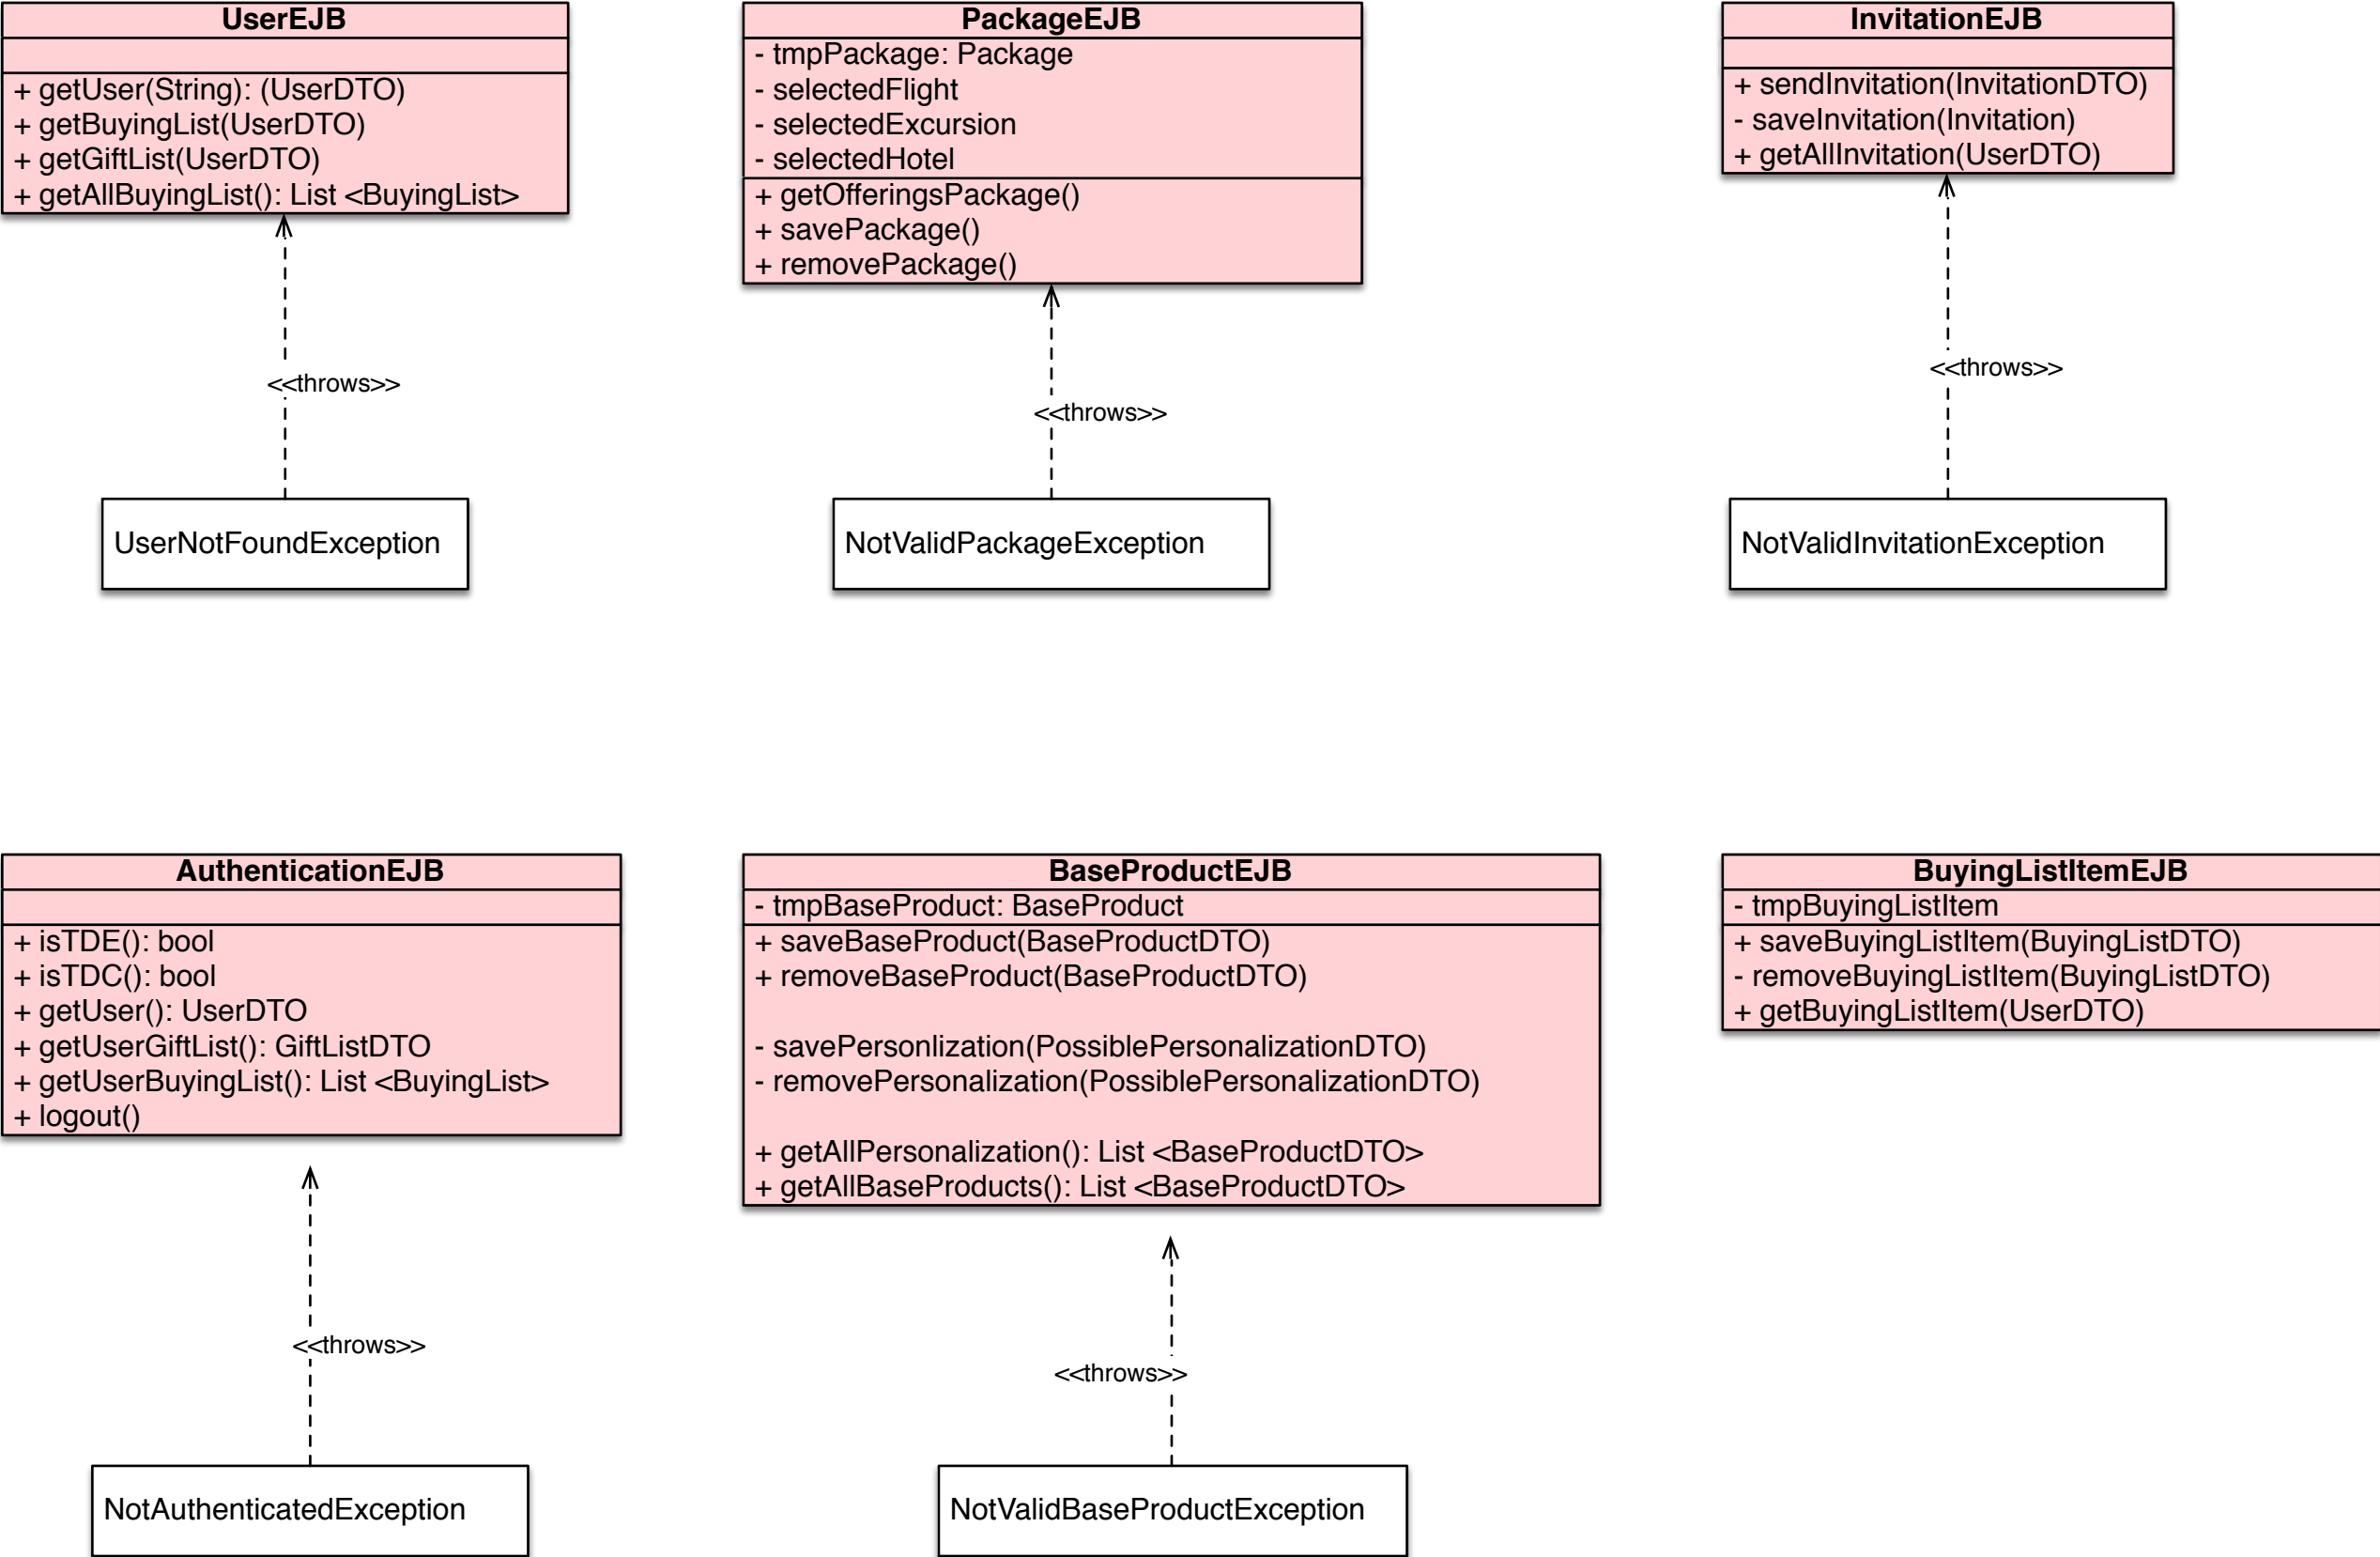 UserEJB
+ getUser(String): (UserDTO)
+ getBuyingList(UserDTO)
+ getGiftList(UserDTO)
+ getAllBuyingList(): List <BuyingList>
<<throws>>
UserNotFoundException
PackageEJB
- tmpPackage: Package
- selectedFlight
- selectedExcursion
- selectedHotel
+ getOfferingsPackage()
+ savePackage()
+ removePackage()
<<throws>>
NotValidPackageException
InvitationEJB
+ sendInvitation(InvitationDTO)
- saveInvitation(Invitation)
+ getAllInvitation(UserDTO)
<<throws>>
NotValidInvitationException
AuthenticationEJB
+ isTDE(): bool
+ isTDC(): bool
+ getUser(): UserDTO
+ getUserGiftList(): GiftListDTO
+ getUserBuyingList(): List <BuyingList>
+ logout()
<<throws>>
NotAuthenticatedException
BaseProductEJB
- tmpBaseProduct: BaseProduct
+ saveBaseProduct(BaseProductDTO)
+ removeBaseProduct(BaseProductDTO)
- savePersonlization(PossiblePersonalizationDTO)
- removePersonalization(PossiblePersonalizationDTO)
+ getAllPersonalization(): List <BaseProductDTO>
+ getAllBaseProducts(): List <BaseProductDTO>
<<throws>>
NotValidBaseProductException
BuyingListItemEJB
- tmpBuyingListItem
+ saveBuyingListItem(BuyingListDTO)
- removeBuyingListItem(BuyingListDTO)
+ getBuyingListItem(UserDTO)